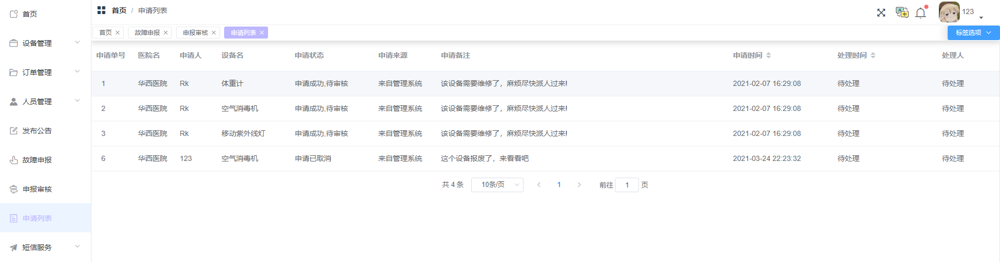 首页 / 申请列表
123
首页 × 故障申报 × 申报审核 × 申请列表 ×
标签选项
首页
设备管理
订单管理
人员管理
发布公告
故障申报
申报审核
申请列表
短信服务
申请单号 医院名 申请人 设备名 申请状态 申请来源 申请备注 申请时间 处理时间 处理人
1 华西医院 Rk 体重计 申请成功,待审核 来自管理系统 该设备需要维修了，麻烦尽快派人过来! 2021-02-07 16:29:08 待处理 待处理
2 华西医院 Rk 空气消毒机 申请成功,待审核 来自管理系统 该设备需要维修了，麻烦尽快派人过来! 2021-02-07 16:29:08 待处理 待处理
3 华西医院 Rk 移动紫外线灯 申请成功,待审核 来自管理系统 该设备需要维修了，麻烦尽快派人过来! 2021-02-07 16:29:08 待处理 待处理
6 华西医院 123 空气消毒机 申请已取消 来自管理系统 这个设备报废了，来看看吧 2021-03-24 22:23:32 待处理 待处理
共 4 条 10条/页 < 1 > 前往 1 页